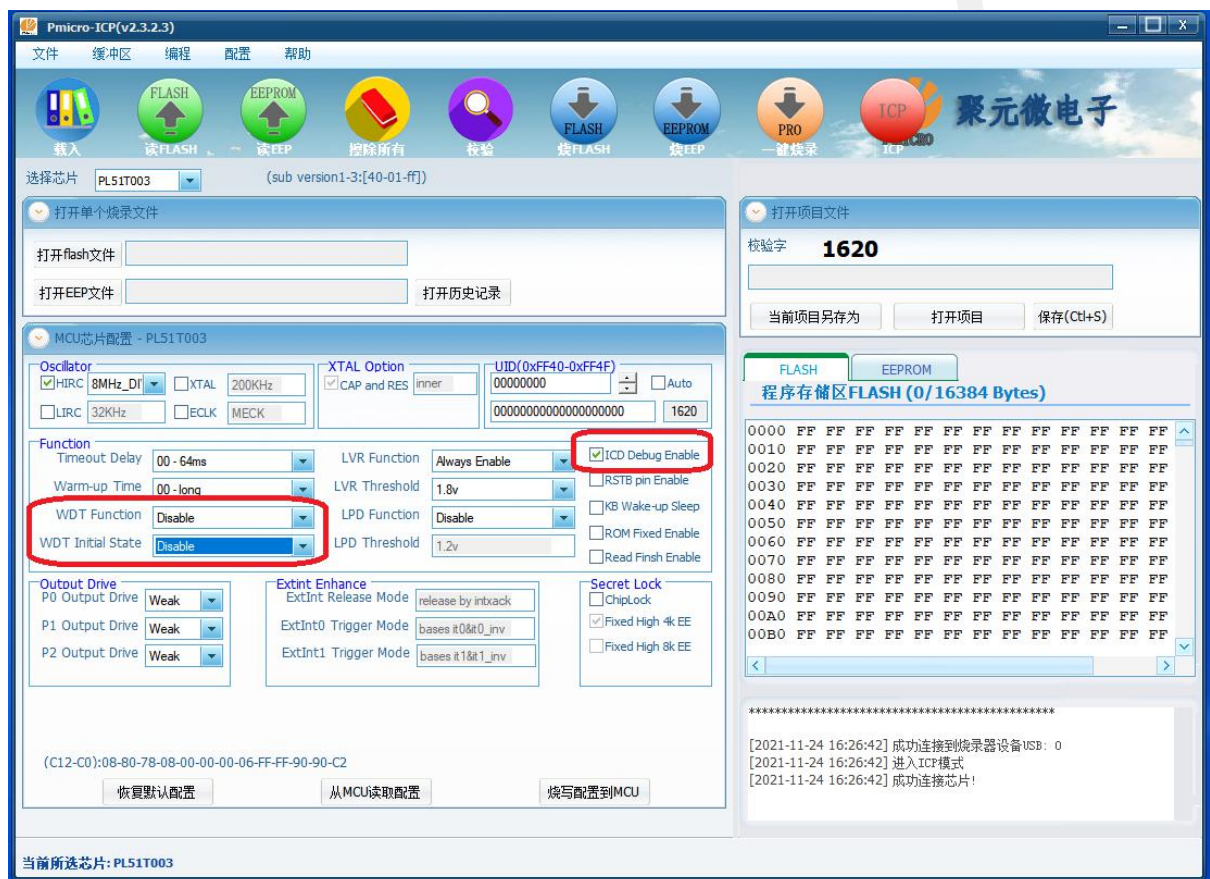 Pmicro-ICP(v2.3.2.3)
文件 缓冲区 编程 配置 帮助
FLASH EEPROM FLASH EEPROM PRO ICP 聚元微电子
载入 读FLASH 读EEP 擦除所有 校验 烧FLASH 烧EEP 一键烧录 ICP
选择芯片 PL51T003 (sub version1-3:[40-01-ff])
打开单个烧录文件
打开flash文件
打开EEP文件 打开历史记录
打开项目文件
校验字 1620
当前项目另存为 打开项目 保存(Ctl+S)
MCU芯片配置 - PL51T003
Oscillator XTAL Option UID(0xFF40-0xFF4F)
HIRC 8MHz_DI XTAL 200KHz CAP and RES inner 00000000 Auto
LIRC 32KHz ECLK MECK 00000000000000000000 1620
Function
Timeout Delay 00 - 64ms LVR Function Always Enable ICD Debug Enable
Warm-up Time 00 - long LVR Threshold 1.8v RSTB pin Enable
WDT Function Disable LPD Function Disable KB Wake-up Sleep
WDT Initial State Disable LPD Threshold 1.2v ROM Fixed Enable
Read Finsh Enable
Output Drive Extint Enhance Secret Lock
P0 Output Drive Weak ExtInt Release Mode release by intxack ChipLock
P1 Output Drive Weak ExtInt0 Trigger Mode bases it0&it0_inv Fixed High 4k EE
P2 Output Drive Weak ExtInt1 Trigger Mode bases it1&it1_inv Fixed High 8k EE
(C12-C0):08-80-78-08-00-00-00-06-FF-FF-90-90-C2
恢复默认配置 从MCU读取配置 烧写配置到MCU
FLASH EEPROM
程序存储区FLASH (0/16384 Bytes)
0000 FF FF FF FF FF FF FF FF FF FF FF FF FF
0010 FF FF FF FF FF FF FF FF FF FF FF FF FF
0020 FF FF FF FF FF FF FF FF FF FF FF FF FF
0030 FF FF FF FF FF FF FF FF FF FF FF FF FF
0040 FF FF FF FF FF FF FF FF FF FF FF FF FF
0050 FF FF FF FF FF FF FF FF FF FF FF FF FF
0060 FF FF FF FF FF FF FF FF FF FF FF FF FF
0070 FF FF FF FF FF FF FF FF FF FF FF FF FF
0080 FF FF FF FF FF FF FF FF FF FF FF FF FF
0090 FF FF FF FF FF FF FF FF FF FF FF FF FF
00A0 FF FF FF FF FF FF FF FF FF FF FF FF FF
00B0 FF FF FF FF FF FF FF FF FF FF FF FF FF
**************************************************
[2021-11-24 16:26:42] 成功连接到烧录器设备USB: 0
[2021-11-24 16:26:42] 进入ICP模式
[2021-11-24 16:26:42] 成功连接芯片!
当前所选芯片: PL51T003